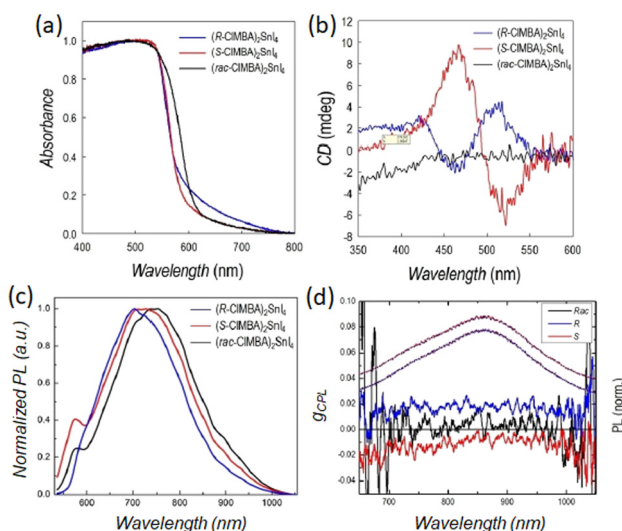 (a)
(R-ClMBA)₂SnI₄
(S-ClMBA)₂SnI₄
(rac-ClMBA)₂SnI₄
1.0
0.8
0.6
0.4
0.2
0.0
Absorbance
400 500 600 700 800
Wavelength (nm)
(b)
(R-ClMBA)₂SnI₄
(S-ClMBA)₂SnI₄
(rac-ClMBA)₂SnI₄
12
10
8
6
4
2
0
-2
-4
-6
-8
CD (mdeg)
350 400 450 500 550 600
Wavelength (nm)
(c)
(R-ClMBA)₂SnI₄
(S-ClMBA)₂SnI₄
(rac-ClMBA)₂SnI₄
1.0
0.8
0.6
0.4
0.2
0.0
Normalized PL (a.u.)
600 700 800 900 1000
Wavelength (nm)
(d)
Rac
R
S
0.10
0.08
0.06
0.04
0.02
0.00
-0.02
-0.04
gCPL
PL (norm.)
700 800 900 1000
Wavelength (nm)